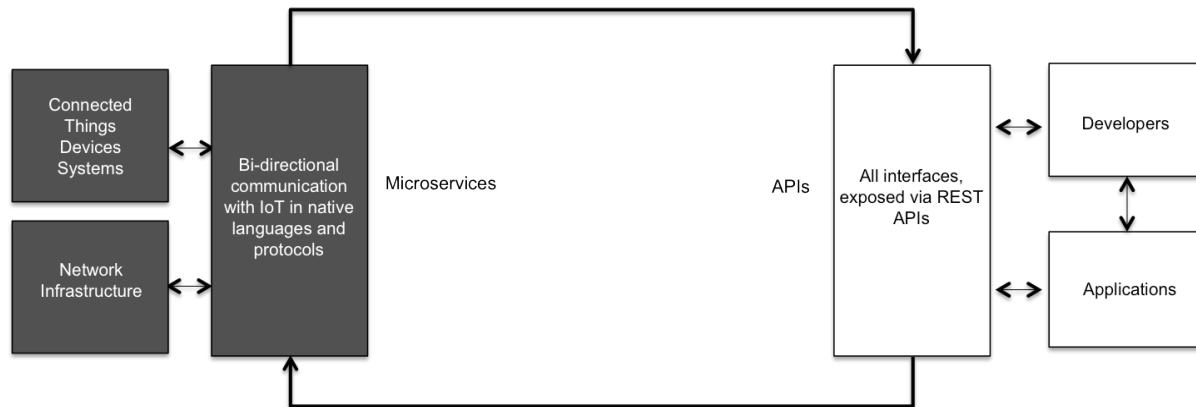 Connected
Things
Devices
Systems
Network
Infrastructure
Bi-directional
communication
with IoT in native
languages and
protocols
Microservices
APIs
All interfaces,
exposed via REST
APIs
Developers
Applications